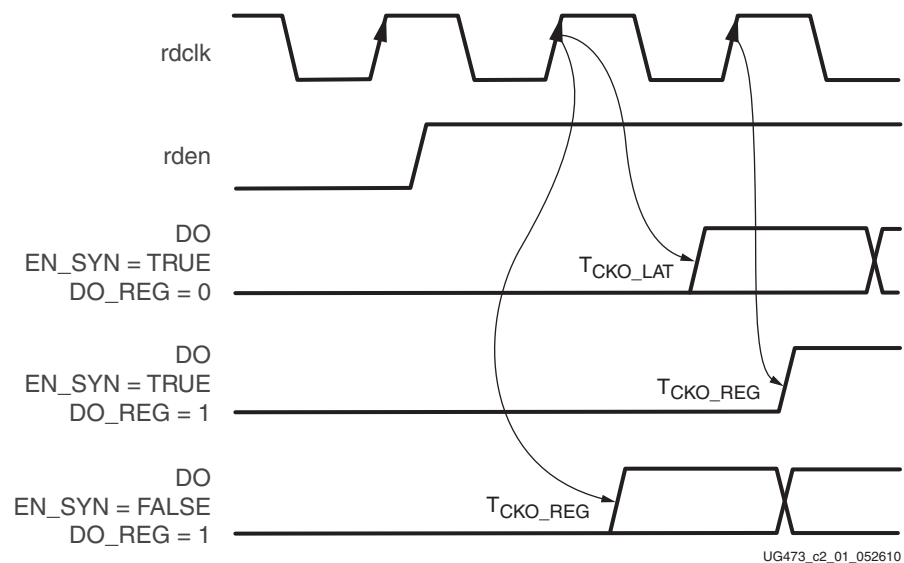 rdclk
rden
DO
EN_SYN = TRUE
DO_REG = 0
TCKO_LAT
DO
EN_SYN = TRUE
DO_REG = 1
TCKO_REG
DO
EN_SYN = FALSE
DO_REG = 1
TCKO_REG
UG473_c2_01_052610